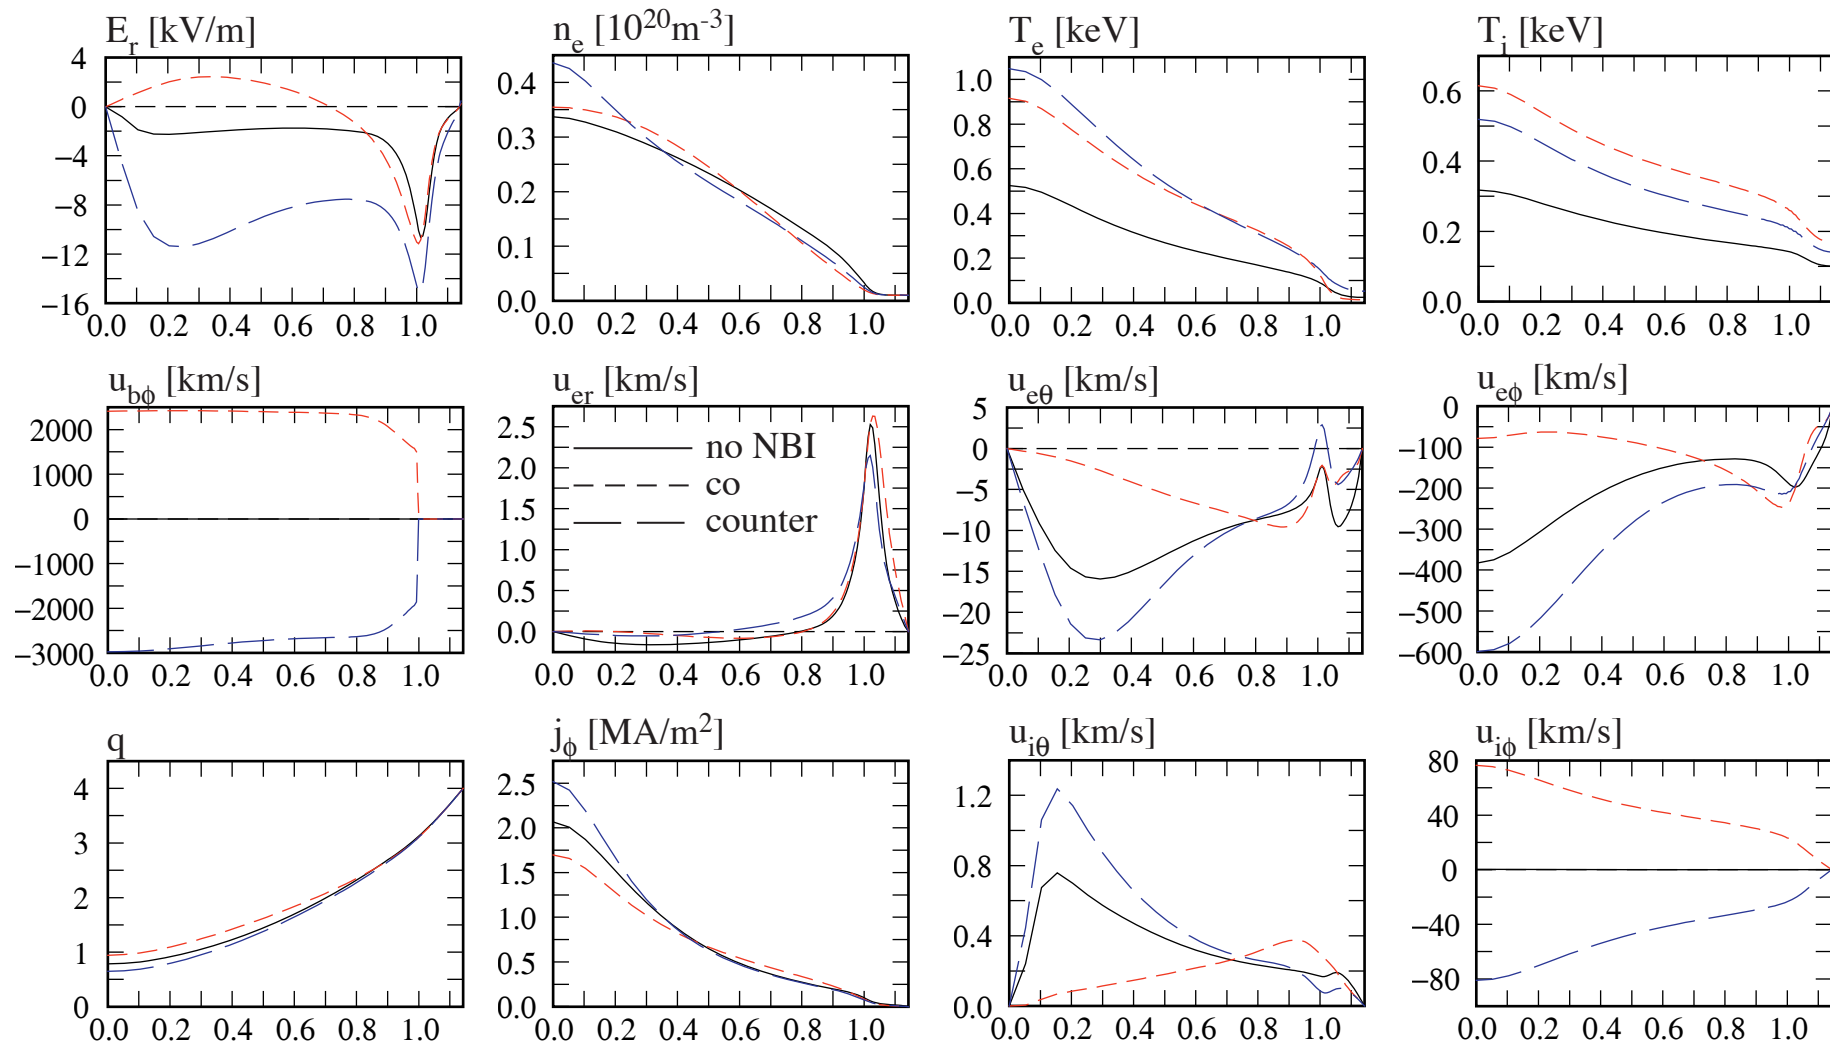 E_r [kV/m]
4
0
−4
−8
−12
−16
0.0 0.2 0.4 0.6 0.8 1.0
n_e [10^20m^-3]
0.4
0.3
0.2
0.1
0.0
0.0 0.2 0.4 0.6 0.8 1.0
T_e [keV]
1.0
0.8
0.6
0.4
0.2
0.0
0.0 0.2 0.4 0.6 0.8 1.0
T_i [keV]
0.6
0.4
0.2
0.0
0.0 0.2 0.4 0.6 0.8 1.0
u_bϕ [km/s]
2000
1000
0
−1000
−2000
−3000
0.0 0.2 0.4 0.6 0.8 1.0
u_er [km/s]
2.5
2.0
1.5
1.0
0.5
0.0
no NBI
co
counter
0.0 0.2 0.4 0.6 0.8 1.0
u_eθ [km/s]
5
0
−5
−10
−15
−20
−25
0.0 0.2 0.4 0.6 0.8 1.0
u_eϕ [km/s]
0
−100
−200
−300
−400
−500
−600
0.0 0.2 0.4 0.6 0.8 1.0
q
4
3
2
1
0
0.0 0.2 0.4 0.6 0.8 1.0
j_ϕ [MA/m^2]
2.5
2.0
1.5
1.0
0.5
0.0
0.0 0.2 0.4 0.6 0.8 1.0
u_iθ [km/s]
1.2
0.8
0.4
0.0
0.0 0.2 0.4 0.6 0.8 1.0
u_iϕ [km/s]
80
40
0
−40
−80
0.0 0.2 0.4 0.6 0.8 1.0